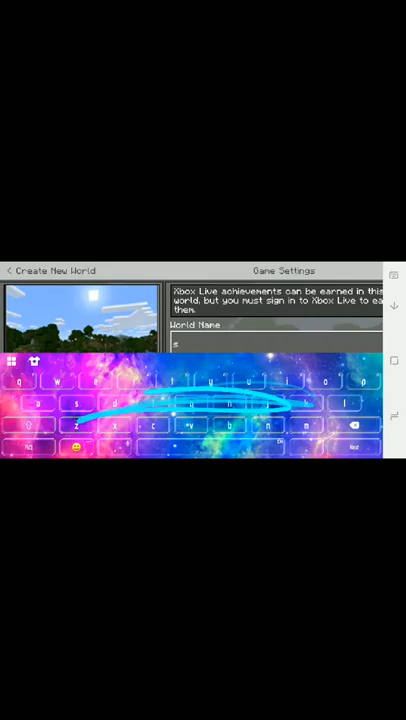 < Create New World
Game Settings
Xbox Live achievements can be earned in this
world, but you must sign in to Xbox Live to ea
them.
World Name
s
q w e r t y u i o p
a s d g h k l
z x c v b n m
Next